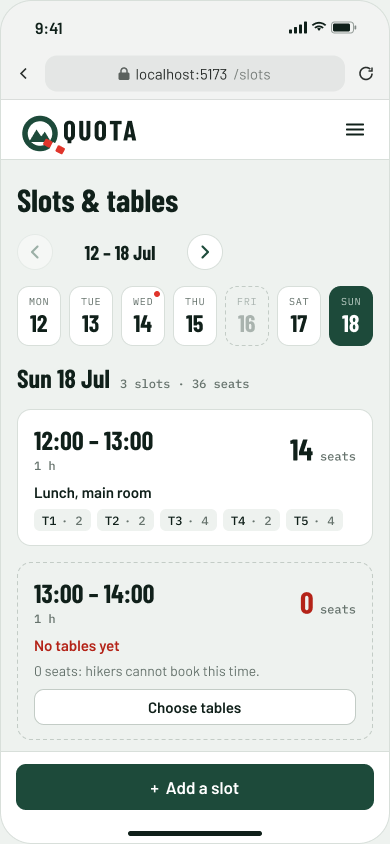 9:41
localhost:5173 /slots
QUOTA
Slots & tables
12 – 18 Jul
MON TUE WED THU FRI SAT SUN
12 13 14 15 16 17 18
Sun 18 Jul 3 slots · 36 seats
12:00 – 13:00
14 seats
1 h
Lunch, main room
T1 · 2 T2 · 2 T3 · 4 T4 · 2 T5 · 4
13:00 – 14:00
0 seats
1 h
No tables yet
0 seats: hikers cannot book this time.
Choose tables
+ Add a slot